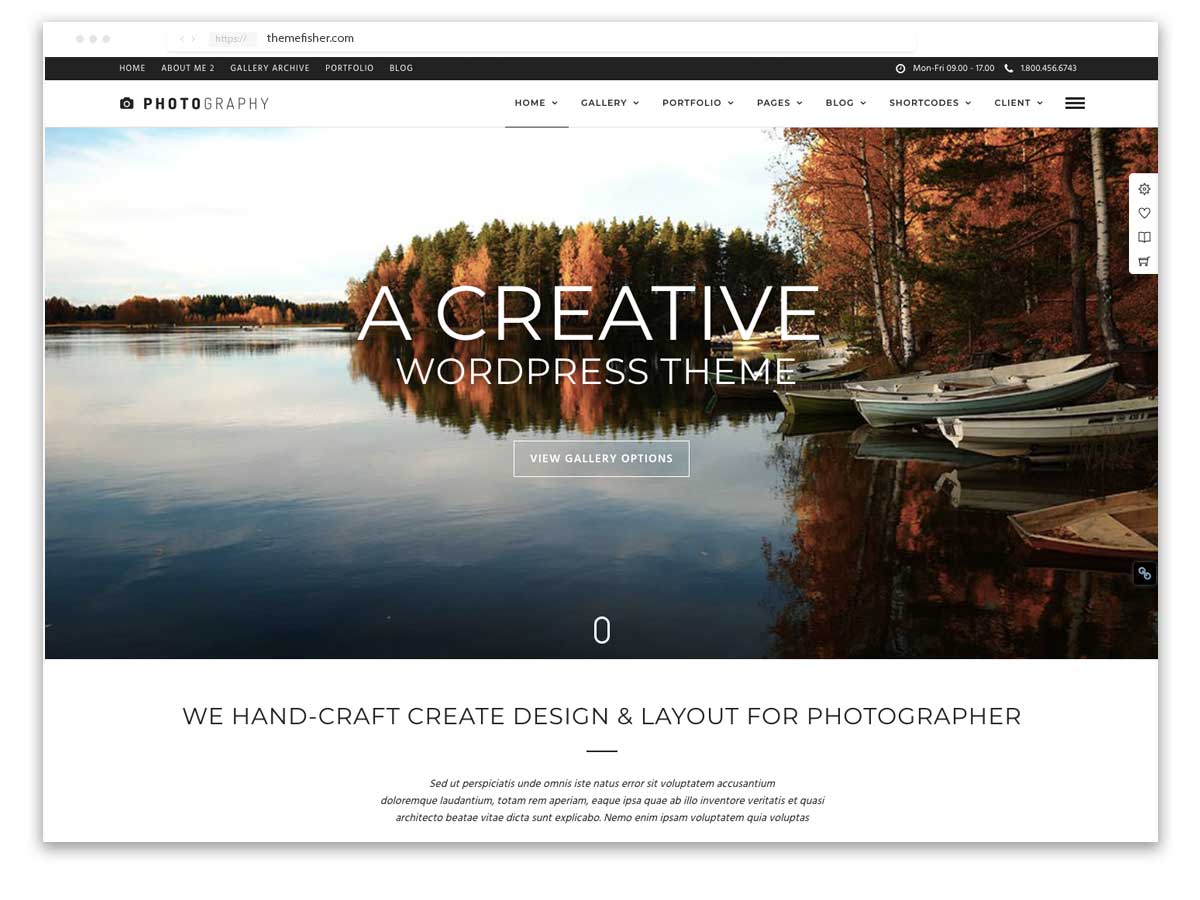 https:// themefisher.com
HOME ABOUT ME 2 GALLERY ARCHIVE PORTFOLIO BLOG Mon-Fri 09.00 - 17.00 1.800.456.6743
PHOTOGRAPHY HOME GALLERY PORTFOLIO PAGES BLOG SHORTCODES CLIENT
A CREATIVE
WORDPRESS THEME
VIEW GALLERY OPTIONS
WE HAND-CRAFT CREATE DESIGN & LAYOUT FOR PHOTOGRAPHER
Sed ut perspiciatis unde omnis iste natus error sit voluptatem accusantium
doloremque laudantium, totam rem aperiam, eaque ipsa quae ab illo inventore veritatis et quasi
architecto beatae vitae dicta sunt explicabo. Nemo enim ipsam voluptatem quia voluptas